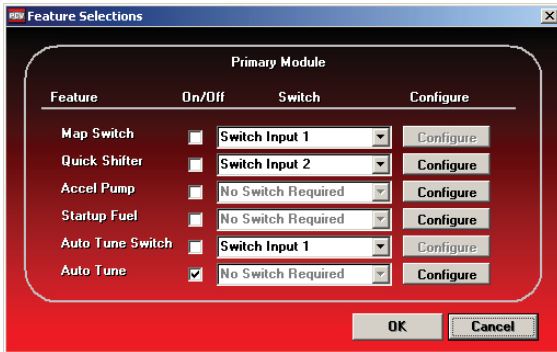 PCV Feature Selections
Primary Module
Feature On/Off Switch Configure
Map Switch Switch Input 1 Configure
Quick Shifter Switch Input 2 Configure
Accel Pump No Switch Required Configure
Startup Fuel No Switch Required Configure
Auto Tune Switch Switch Input 1 Configure
Auto Tune No Switch Required Configure
OK Cancel